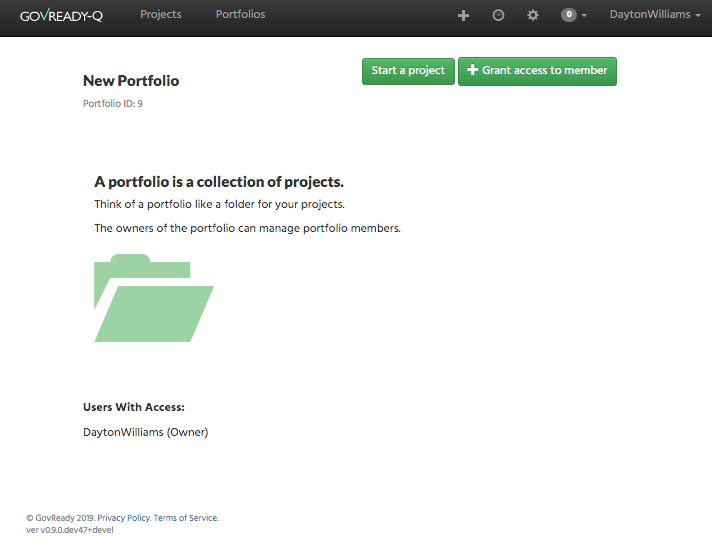 GOVREADY-Q Projects Portfolios 0 DaytonWilliams
New Portfolio
Start a project
Grant access to member
Portfolio ID: 9
A portfolio is a collection of projects.
Think of a portfolio like a folder for your projects.
The owners of the portfolio can manage portfolio members.
Users With Access:
DaytonWilliams (Owner)
© GovReady 2019. Privacy Policy. Terms of Service.
ver v0.9.0.dev47+devel